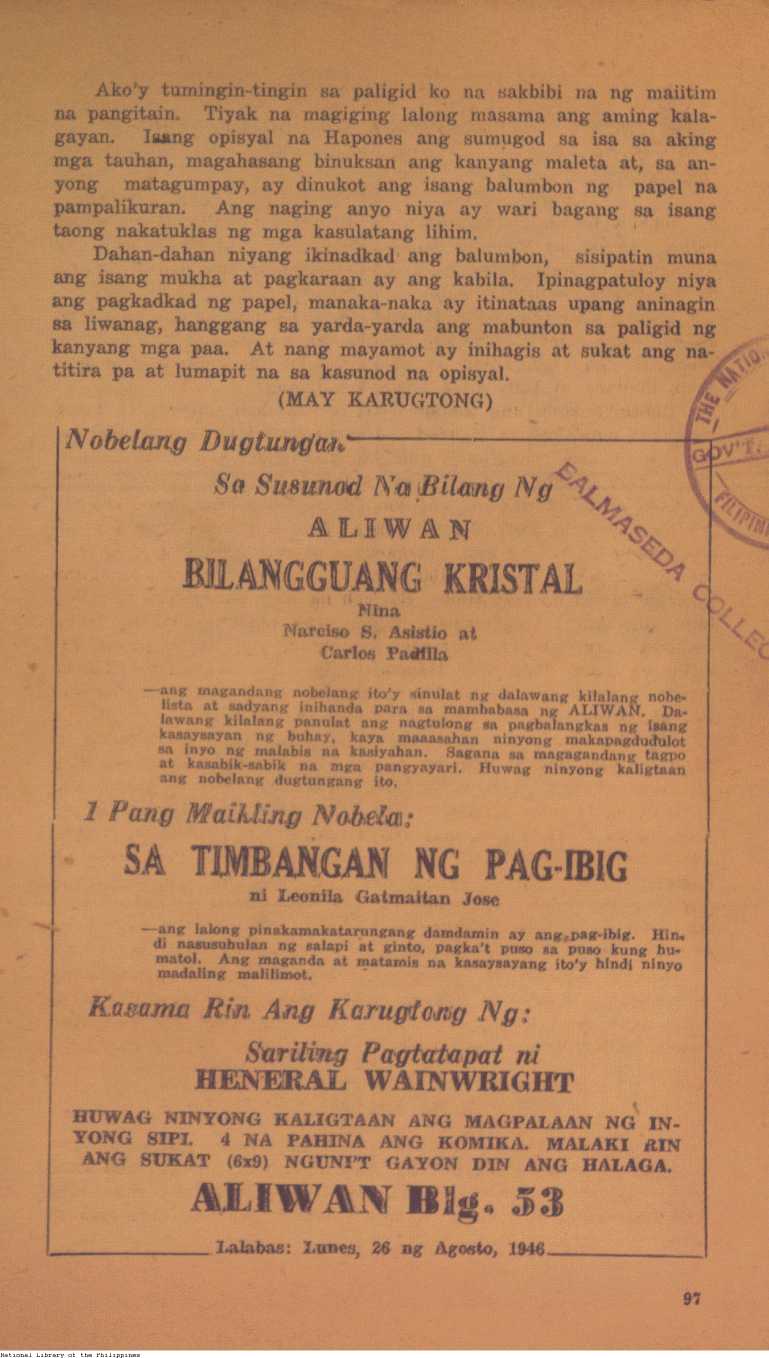 Ako'y tumingin-tingin sa paligid ko na sakbibi na ng maiitim
na pangitain. Tiyak na magiging lalong masama ang aming kala-
gayan. Isang opisyal na Hapones ang sumugod sa isa sa aking
mga tauhan, magahasang binuksan ang kanyang maleta at, sa an-
yong matagumpay, ay dinukot ang isang balumbon ng papel na
pampalikuran. Ang naging anyo niya ay wari bagang sa isang
taong nakatuklas ng mga kasulatang lihim.
Dahan-dahan niyang ikinadkad ang balumbon, sisipatin muna
ang isang mukha at pagkaraan ay ang kabila. Ipinagpatuloy niya
ang pagkadkad ng papel, manaka-naka ay itinataas upang aninagin
sa liwanag, hanggang sa yarda-yarda ang mabunton sa paligid ng
kanyang mga paa. At nang mayamot ay inihagis at sukat ang na-
titira pa at lumapit na sa kasunod na opisyal.
(MAY KARUGTONG)
THE NATION
GOV'T.
PILIPIN
BALMASEDA COLLEC
Nobelang Dugtungan
Sa Susunod Na Bilang Ng
ALIWAN
BILANGGUANG KRISTAL
Nina
Narciso S. Asistio at
Carlos Padilla
—ang magandang nobelang ito'y sinulat ng dalawang kilalang nobe-
lista at sadyang inihanda para sa mambabasa ng ALIWAN. Da-
lawang kilalang panulat ang nagtulong sa pagbalangkas ng isang
kasaysayan ng buhay, kaya maaasahan ninyong makapagdudulot
sa inyo ng malabis na kasiyahan. Sagana sa magagandang tagpo
at kasabik-sabik na mga pangyayari. Huwag ninyong kaligtaan
ang nobelang dugtungang ito.
1 Pang Maikling Nobela:
SA TIMBANGAN NG PAG-IBIG
ni Leonila Gatmaitan Jose
—ang lalong pinakamakatarungang damdamin ay ang pag-ibig. Hin-
di nasusuhulan ng salapi at ginto, pagka't puso sa puso kung hu-
matol. Ang maganda at matamis na kasaysayang ito'y hindi ninyo
madaling malilimot.
Kasama Rin Ang Karugtong Ng:
Sariling Pagtatapat ni
HENERAL WAINWRIGHT
HUWAG NINYONG KALIGTAAN ANG MAGPALAAN NG IN-
YONG SIPI. 4 NA PAHINA ANG KOMIKA. MALAKI RIN
ANG SUKAT (6x9) NGUNI'T GAYON DIN ANG HALAGA.
ALIWAN Blg. 53
Lalabas: Lunes, 26 ng Agosto, 1946
97
National Library of the Philippines